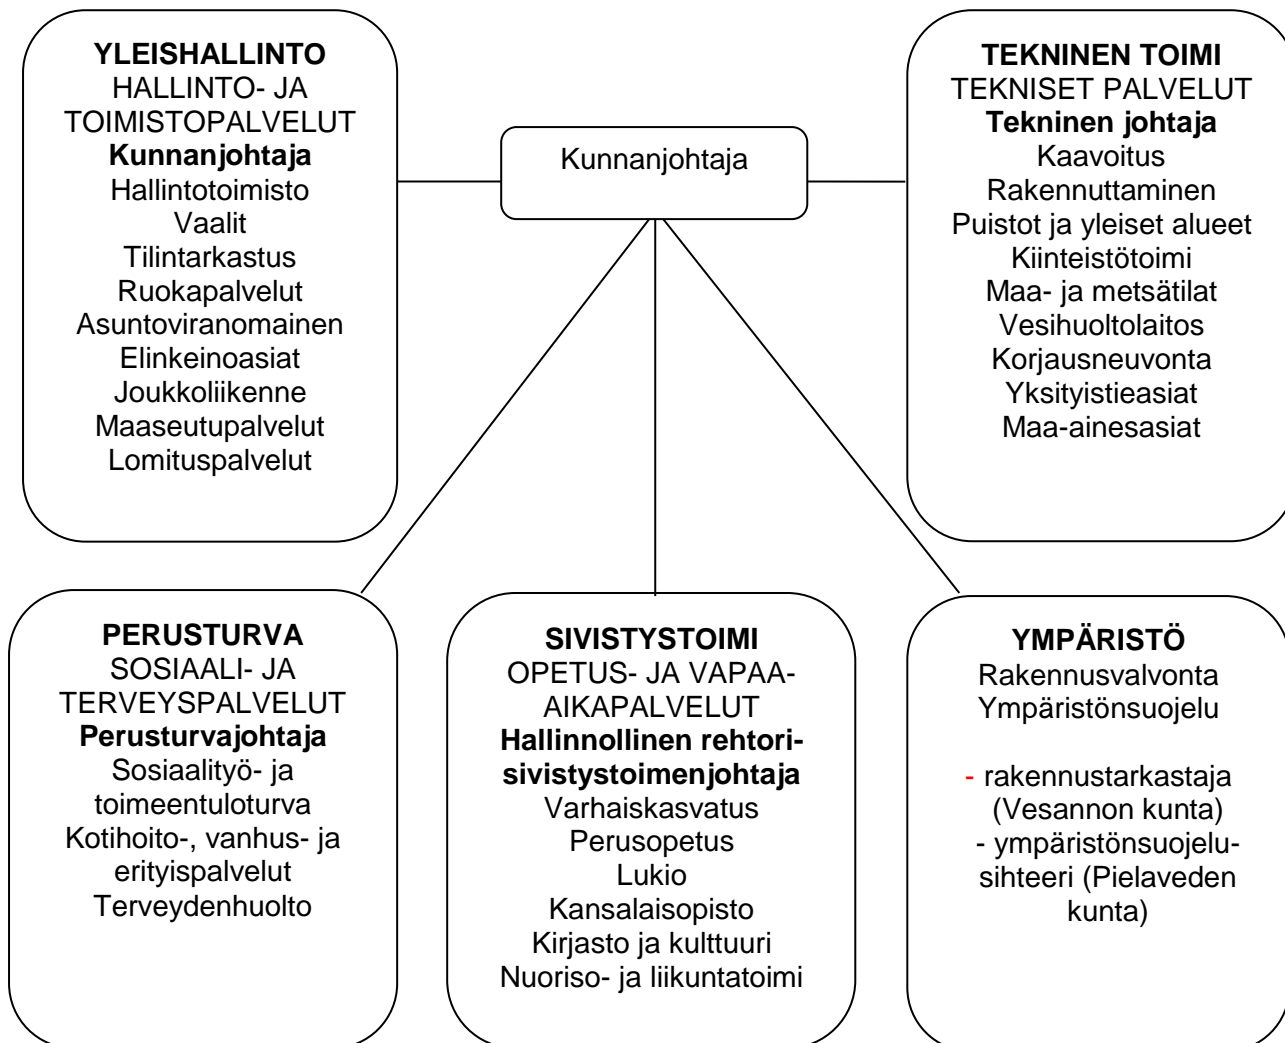 YLEISHALLINTO
HALLINTO- JA
TOIMISTOPALVELUT
Kunnanjohtaja
Hallintotoimisto
Vaalit
Tilintarkastus
Ruokapalvelut
Asuntoviranomainen
Elinkeinoasiat
Joukkoliikenne
Maaseutupalvelut
Lomituspalvelut
Kunnanjohtaja
TEKNINEN TOIMI
TEKNISET PALVELUT
Tekninen johtaja
Kaavoitus
Rakennuttaminen
Puistot ja yleiset alueet
Kiinteistötoimi
Maa- ja metsätilat
Vesihuoltolaitos
Korjausneuvonta
Yksityistieasiat
Maa-ainesasiat
PERUSTURVA
SOSIAALI- JA
TERVEYSPALVELUT
Perusturvajohtaja
Sosiaalityö- ja
toimeentuloturva
Kotihoito-, vanhus- ja
erityispalvelut
Terveydenhuolto
SIVISTYSTOIMI
OPETUS- JA VAPAA-
AIKAPALVELUT
Hallinnollinen rehtori-
sivistystoimenjohtaja
Varhaiskasvatus
Perusopetus
Lukio
Kansalaisopisto
Kirjasto ja kulttuuri
Nuoriso- ja liikuntatoimi
YMPÄRISTÖ
Rakennusvalvonta
Ympäristönsuojelu
- rakennustarkastaja
(Vesannon kunta)
- ympäristönsuojelu-
sihteeri (Pielaveden
kunta)